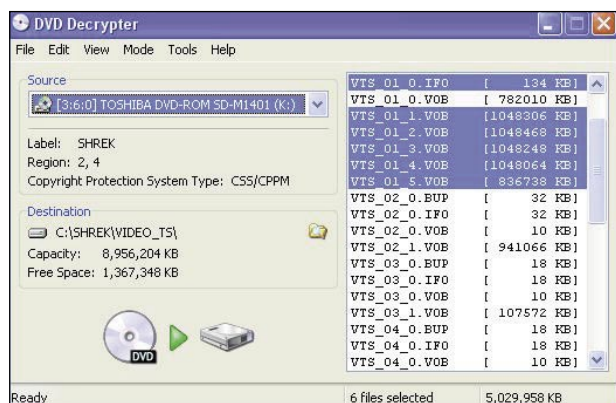 DVD Decrypter
File Edit View Mode Tools Help
Source
[3:6:0] TOSHIBA DVD-ROM SD-M1401 (K:)
Label: SHREK
Region: 2, 4
Copyright Protection System Type: CSS/CPPM
Destination
C:\SHREK\VIDEO_TS\
Capacity: 8,956,204 KB
Free Space: 1,367,348 KB
DVD
VTS_01_0.IFO [ 134 KB]
VTS_01_0.VOB [ 782010 KB]
VTS_01_1.VOB [1048306 KB]
VTS_01_2.VOB [1048468 KB]
VTS_01_3.VOB [1048248 KB]
VTS_01_4.VOB [1048064 KB]
VTS_01_5.VOB [ 836738 KB]
VTS_02_0.BUP [ 32 KB]
VTS_02_0.IFO [ 32 KB]
VTS_02_0.VOB [ 10 KB]
VTS_02_1.VOB [ 941066 KB]
VTS_03_0.BUP [ 18 KB]
VTS_03_0.IFO [ 18 KB]
VTS_03_0.VOB [ 10 KB]
VTS_03_1.VOB [ 107572 KB]
VTS_04_0.BUP [ 18 KB]
VTS_04_0.IFO [ 18 KB]
VTS_04_0.VOB [ 10 KB]
Ready 6 files selected 5,029,958 KB